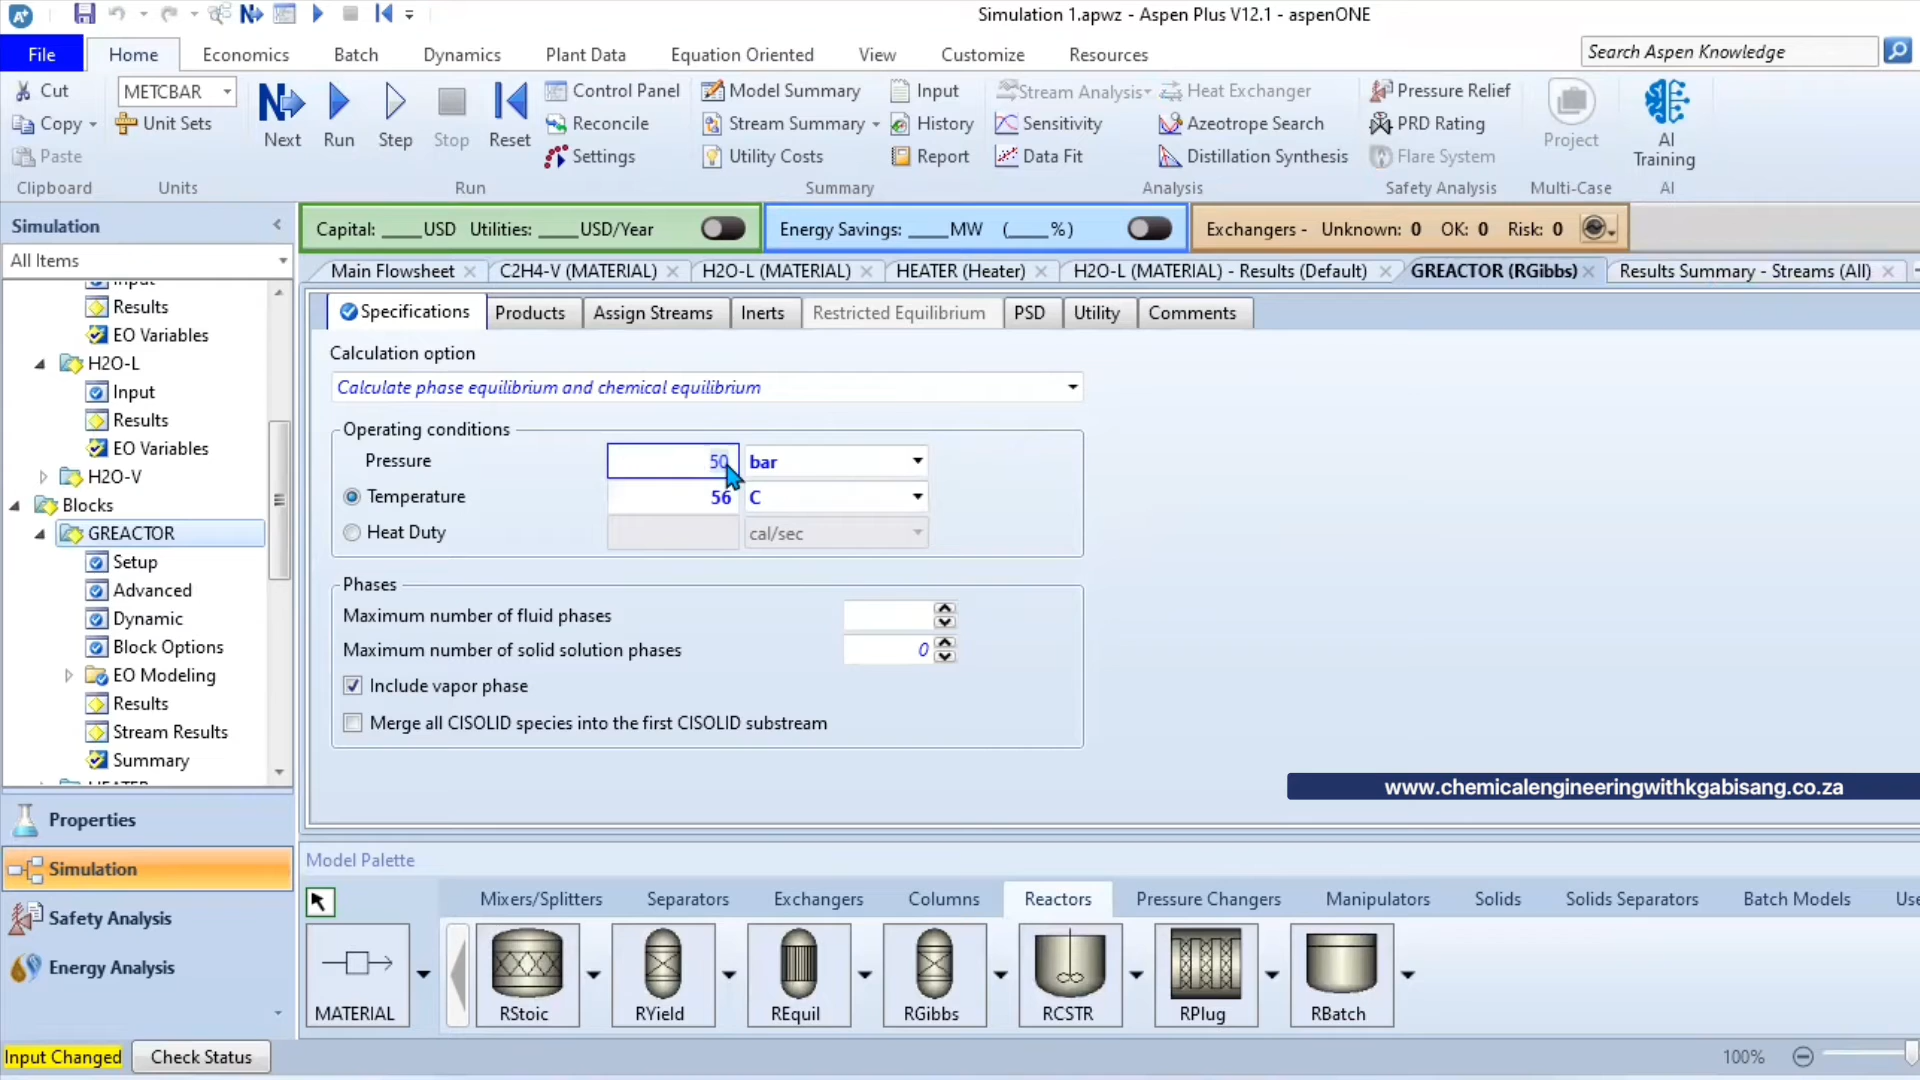 Simulation 1.apwz - Aspen Plus V12.1 - aspenONE
File Home Economics Batch Dynamics Plant Data Equation Oriented View Customize Resources Search Aspen Knowledge
Cut METCBAR Control Panel Model Summary Input Stream Analysis Heat Exchanger Pressure Relief
Copy Unit Sets Reconcile Stream Summary History Sensitivity Azeotrope Search PRD Rating
Next Run Step Stop Reset Project AI Training
Paste Settings Utility Costs Report Data Fit Distillation Synthesis Flare System
Clipboard Units Run Summary Analysis Safety Analysis Multi-Case AI
Simulation
Capital: ____USD Utilities: ____USD/Year Energy Savings: ____MW (____%) Exchangers - Unknown: 0 OK: 0 Risk: 0
All Items
Main Flowsheet C2H4-V (MATERIAL) H2O-L (MATERIAL) HEATER (Heater) H2O-L (MATERIAL) - Results (Default) GREACTOR (RGibbs) Results Summary - Streams (All)
Results
EO Variables
H2O-L
Input
Results
EO Variables
H2O-V
Blocks
GREACTOR
Setup
Advanced
Dynamic
Block Options
EO Modeling
Results
Stream Results
Summary
Specifications Products Assign Streams Inerts Restricted Equilibrium PSD Utility Comments
Calculation option
Calculate phase equilibrium and chemical equilibrium
Operating conditions
Pressure 50 bar
Temperature 56 C
Heat Duty cal/sec
Phases
Maximum number of fluid phases
Maximum number of solid solution phases 0
Include vapor phase
Merge all CISOLID species into the first CISOLID substream
www.chemicalengineeringwithkgabisang.co.za
Properties
Simulation
Safety Analysis
Energy Analysis
Model Palette
Mixers/Splitters Separators Exchangers Columns Reactors Pressure Changers Manipulators Solids Solids Separators Batch Models
MATERIAL RStoic RYield REquil RGibbs RCSTR RPlug RBatch
Input Changed Check Status 100%